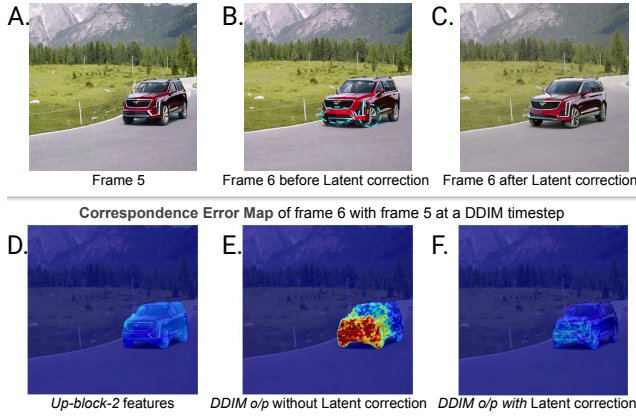 A.
B.
C.
Frame 5
Frame 6 before Latent correction
Frame 6 after Latent correction
Correspondence Error Map of frame 6 with frame 5 at a DDIM timestep
D.
E.
F.
Up-block-2 features
DDIM o/p without Latent correction
DDIM o/p with Latent correction